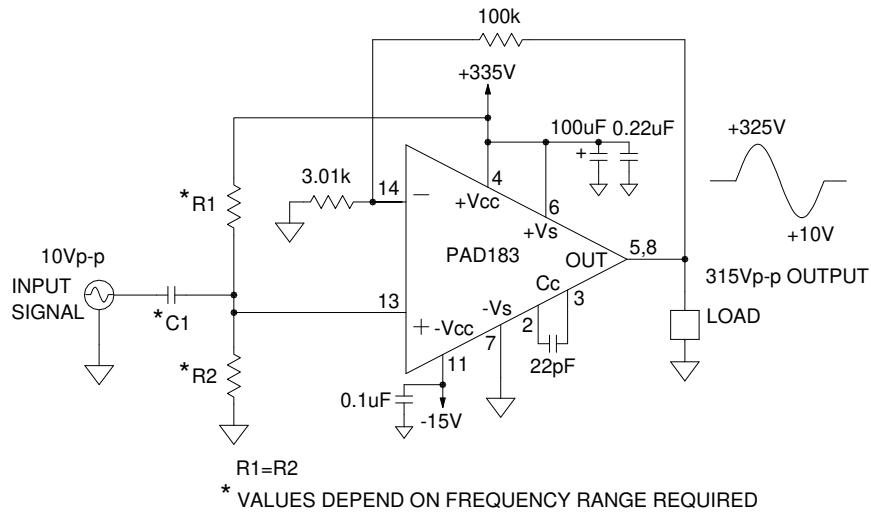 100k
+335V
100uF
0.22uF
+
+325V
3.01k
14
−
4
+Vcc
6
+Vs
*R1
+10V
10Vp-p
INPUT
SIGNAL
PAD183
OUT
5,8
315Vp-p OUTPUT
*C1
13
+
-Vcc
-Vs
Cc
3
2
LOAD
*R2
11
7
22pF
0.1uF
-15V
R1=R2
* VALUES DEPEND ON FREQUENCY RANGE REQUIRED